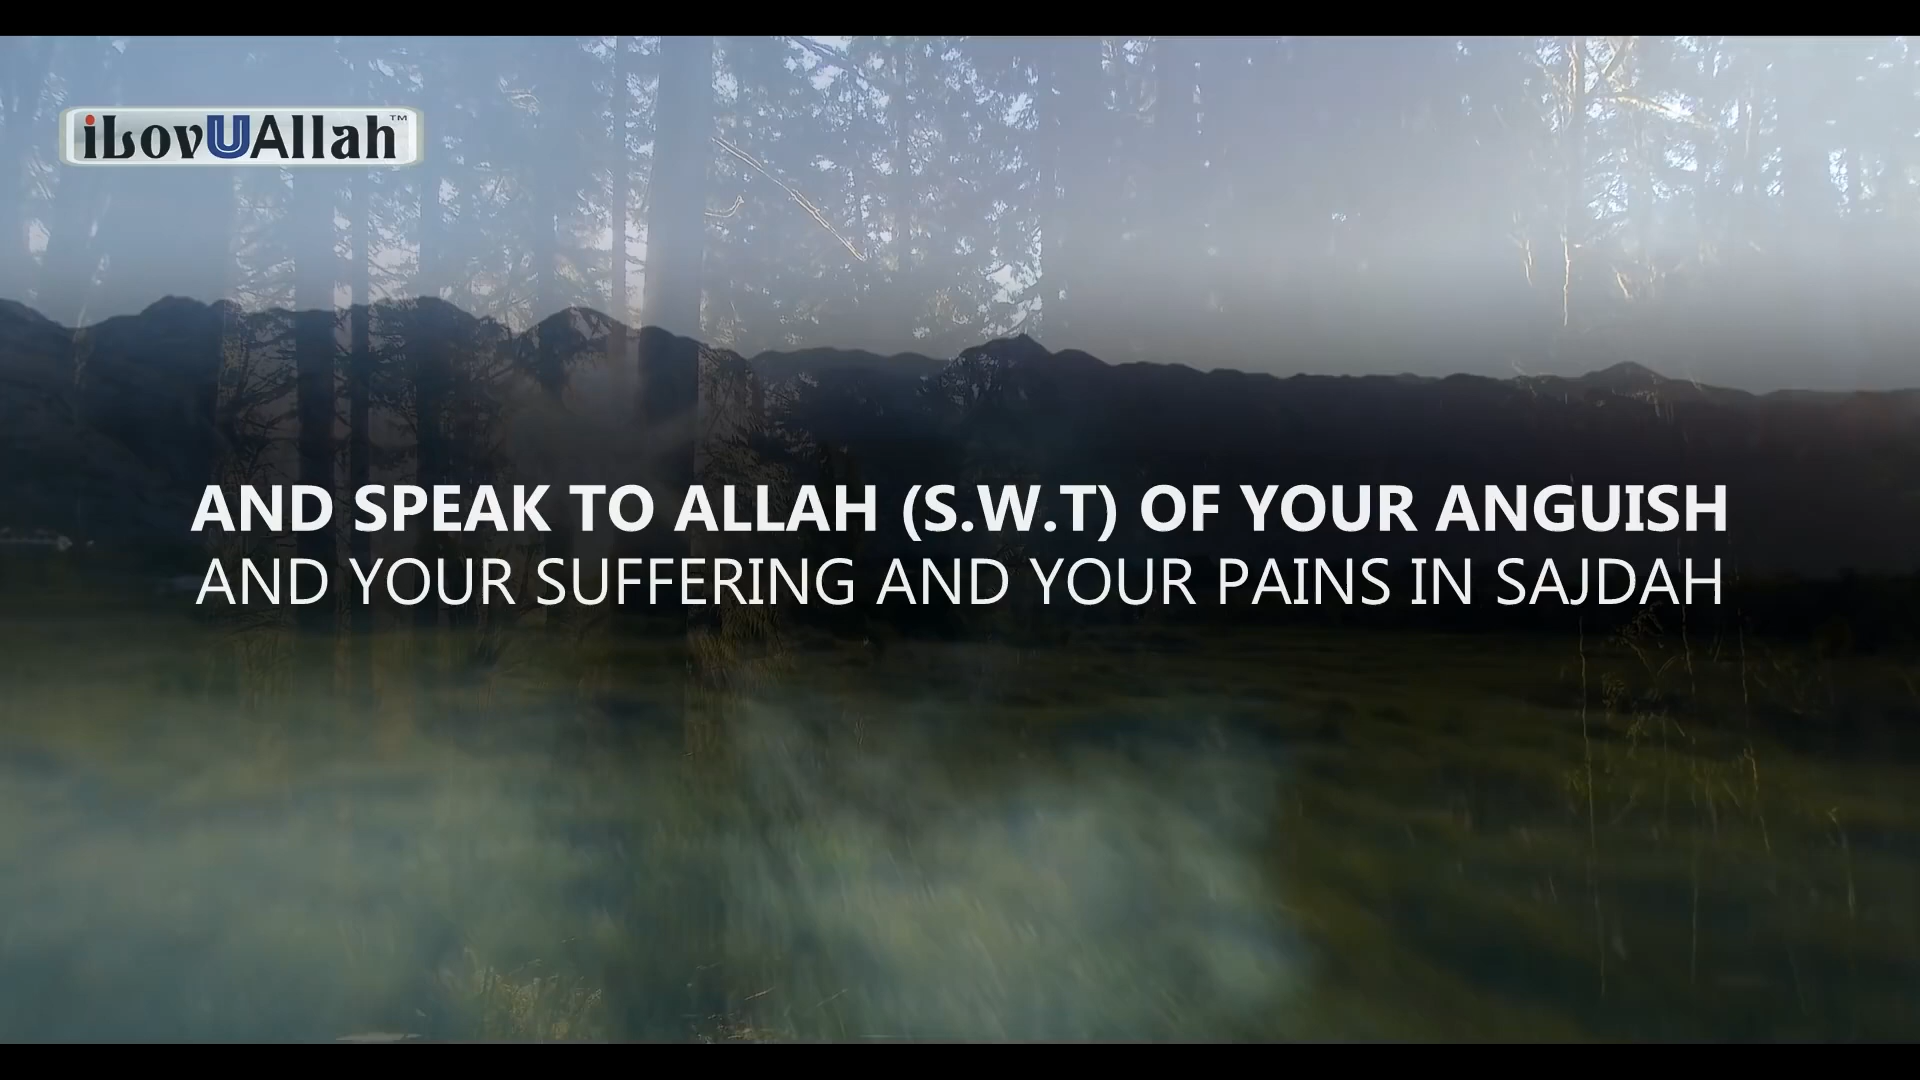 iLovUAllah™
AND SPEAK TO ALLAH (S.W.T) OF YOUR ANGUISH
AND YOUR SUFFERING AND YOUR PAINS IN SAJDAH